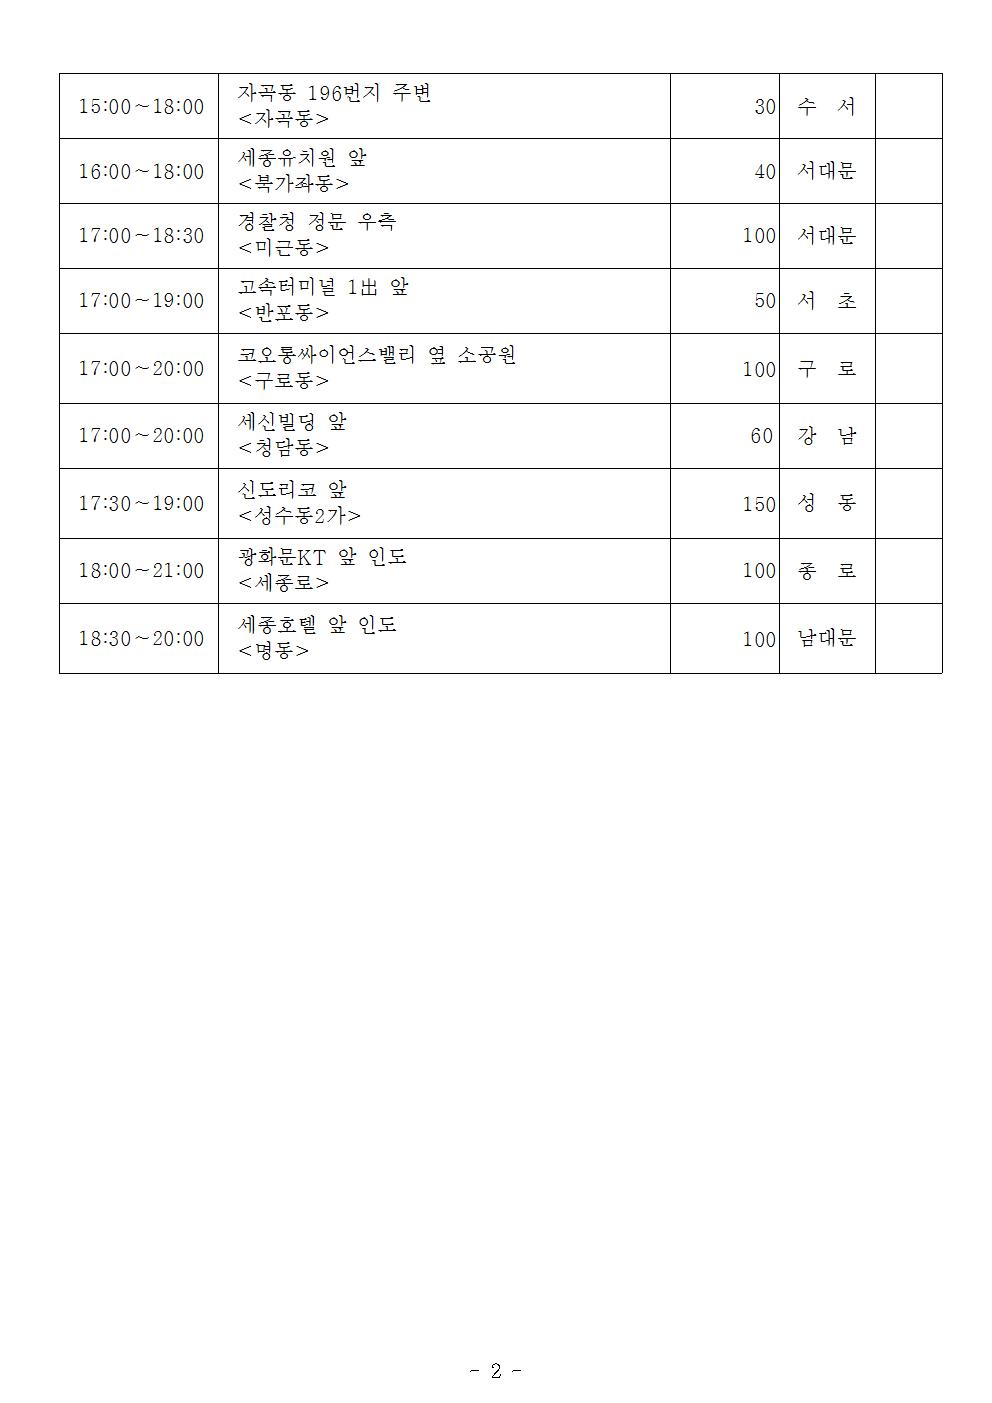 15:00~18:00 자곡동 196번지 주변 30 수 서
<자곡동>
16:00~18:00 세종유치원 앞 40 서대문
<북가좌동>
17:00~18:30 경찰청 정문 우측 100 서대문
<미근동>
17:00~19:00 고속터미널 1出 앞 50 서 초
<반포동>
17:00~20:00 코오롱싸이언스밸리 옆 소공원 100 구 로
<구로동>
17:00~20:00 세신빌딩 앞 60 강 남
<청담동>
17:30~19:00 신도리코 앞 150 성 동
<성수동2가>
18:00~21:00 광화문KT 앞 인도 100 종 로
<세종로>
18:30~20:00 세종호텔 앞 인도 100 남대문
<명동>
- 2 -